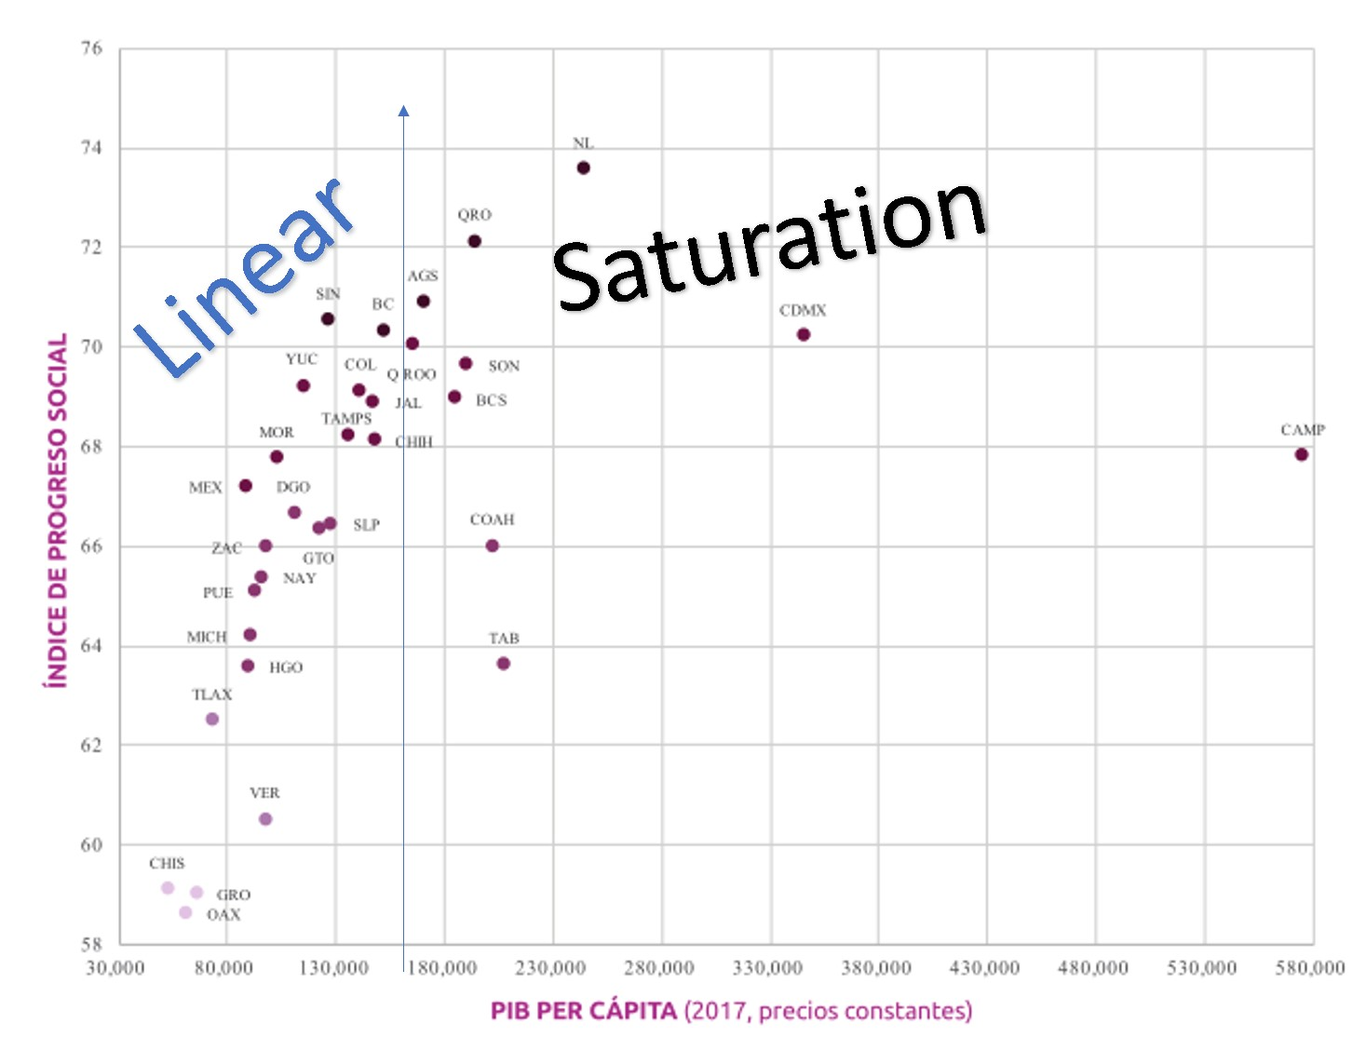 76
74
72
70
68
66
64
62
60
58
ÍNDICE DE PROGRESO SOCIAL
Linear
Saturation
NL
QRO
AGS
SIN
BC
CDMX
YUC
COL
Q ROO
SON
JAL
BCS
TAMPS
MOR
CHIH
CAMP
MEX
DGO
SLP
COAH
ZAC
GTO
NAY
PUE
MICH
TAB
HGO
TLAX
VER
CHIS
GRO
OAX
30,000 80,000 130,000 180,000 230,000 280,000 330,000 380,000 430,000 480,000 530,000 580,000
PIB PER CÁPITA (2017, precios constantes)